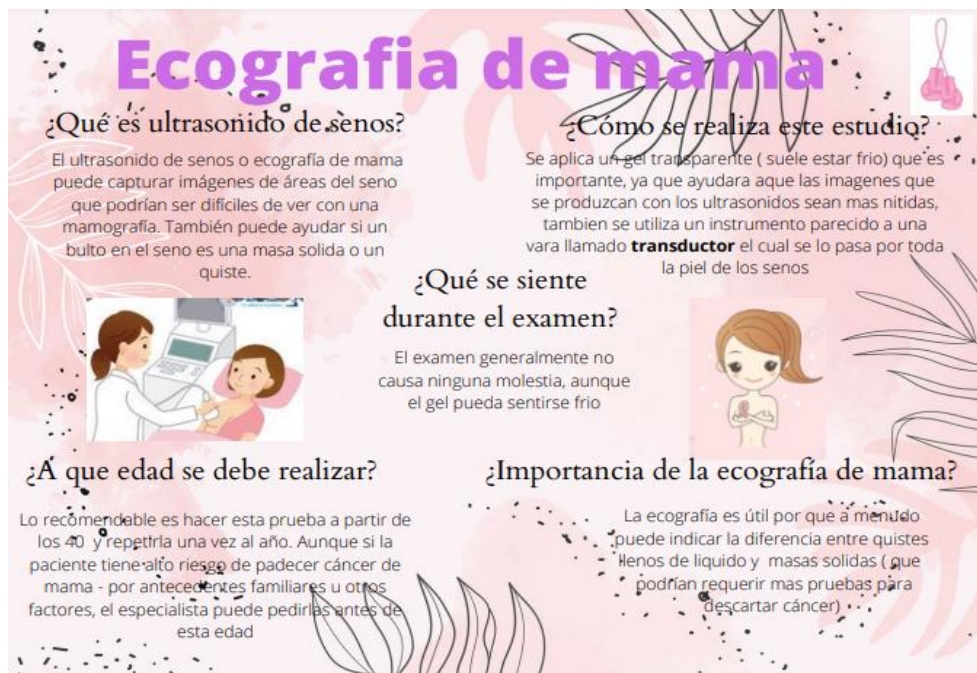 Ecografia de mama
¿Qué es ultrasonido de senos?
El ultrasonido de senos o ecografía de mama
puede capturar imágenes de áreas del seno
que podrían ser difíciles de ver con una
mamografía. También puede ayudar si un
bulto en el seno es una masa solida o un
quiste.
¿Cómo se realiza este estudio?
Se aplica un gel transparente ( suele estar frio) que es
importante, ya que ayudara aque las imagenes que
se produzcan con los ultrasonidos sean mas nitidas,
tambien se utiliza un instrumento parecido a una
vara llamado transductor el cual se lo pasa por toda
la piel de los senos
¿Qué se siente
durante el examen?
El examen generalmente no
causa ninguna molestia, aunque
el gel pueda sentirse frio
¿A que edad se debe realizar?
Lo recomendable es hacer esta prueba a partir de
los 40 y repetirla una vez al año. Aunque si la
paciente tiene alto riesgo de padecer cáncer de
mama - por antecedentes familiares u otros
factores, el especialista puede pedirlas antes de
esta edad
¿Importancia de la ecografía de mama?
La ecografía es útil por que a menudo
puede indicar la diferencia entre quistes
llenos de liquido y masas solidas ( que
podrían requerir mas pruebas para
descartar cáncer)